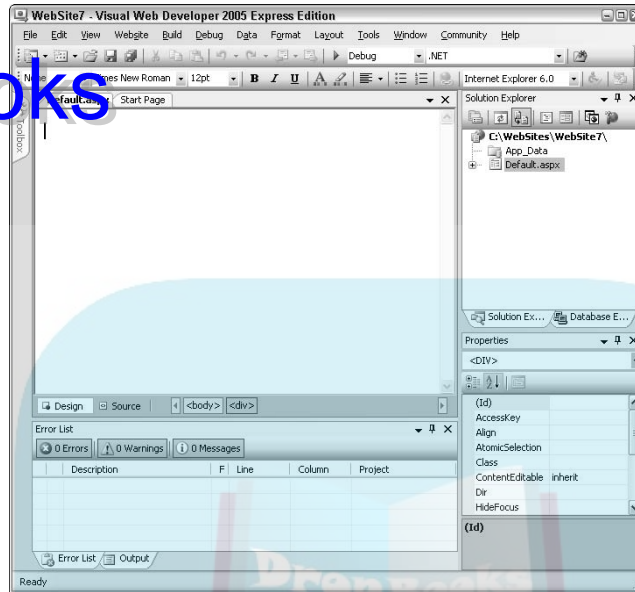 WebSite7 - Visual Web Developer 2005 Express Edition
File Edit View Website Build Debug Data Format Layout Tools Window Community Help
Debug .NET
Times New Roman 12pt B I U A Internet Explorer 6.0
oks
Default.aspx Start Page
Toolbox
Solution Explorer
C:\WebSites\WebSite7\
App_Data
Default.aspx
Solution Ex... Database E...
Properties
<DIV>
(Id)
AccessKey
Align
AtomicSelection
Class
ContentEditable inherit
Dir
HideFocus
(Id)
Design Source <body> <div>
Error List
0 Errors 0 Warnings 0 Messages
Description F Line Column Project
DropBooks
Error List Output
Ready